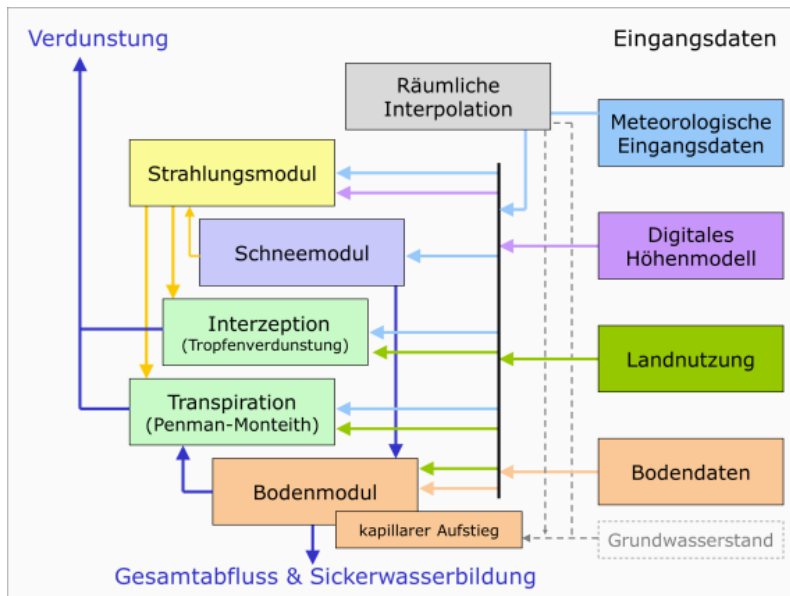 Verdunstung
Eingangsdaten
Räumliche
Interpolation
Meteorologische
Eingangsdaten
Strahlungsmodul
Digitales
Höhenmodell
Schneemodul
Interzeption
(Tropfenverdunstung)
Landnutzung
Transpiration
(Penman-Monteith)
Bodendaten
Bodenmodul
kapillarer Aufstieg
Grundwasserstand
Gesamtabfluss & Sickerwasserbildung